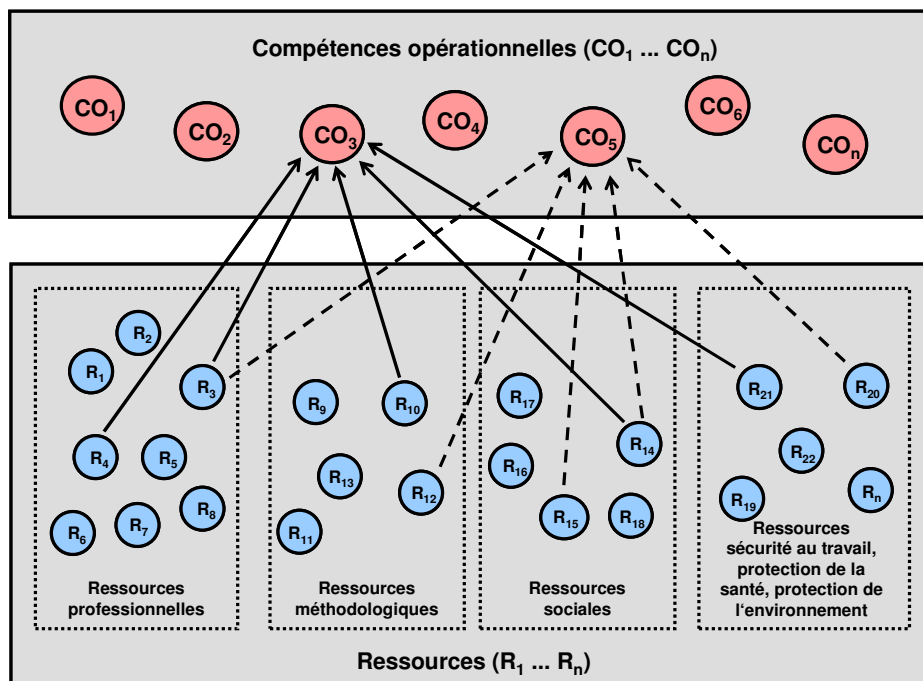 Compétences opérationnelles (CO₁ ... COₙ)
CO₁
CO₂
CO₃
CO₄
CO₅
CO₆
COₙ
R₂
R₁
R₃
R₄
R₅
R₆
R₇
R₈
Ressources
professionnelles
R₉
R₁₀
R₁₃
R₁₂
R₁₁
Ressources
méthodologiques
R₁₇
R₁₄
R₁₆
R₁₅
R₁₈
Ressources
sociales
R₂₁
R₂₀
R₂₂
R₁₉
Rₙ
Ressources
sécurité au travail,
protection de la
santé, protection de
l‘environnement
Ressources (R₁ ... Rₙ)